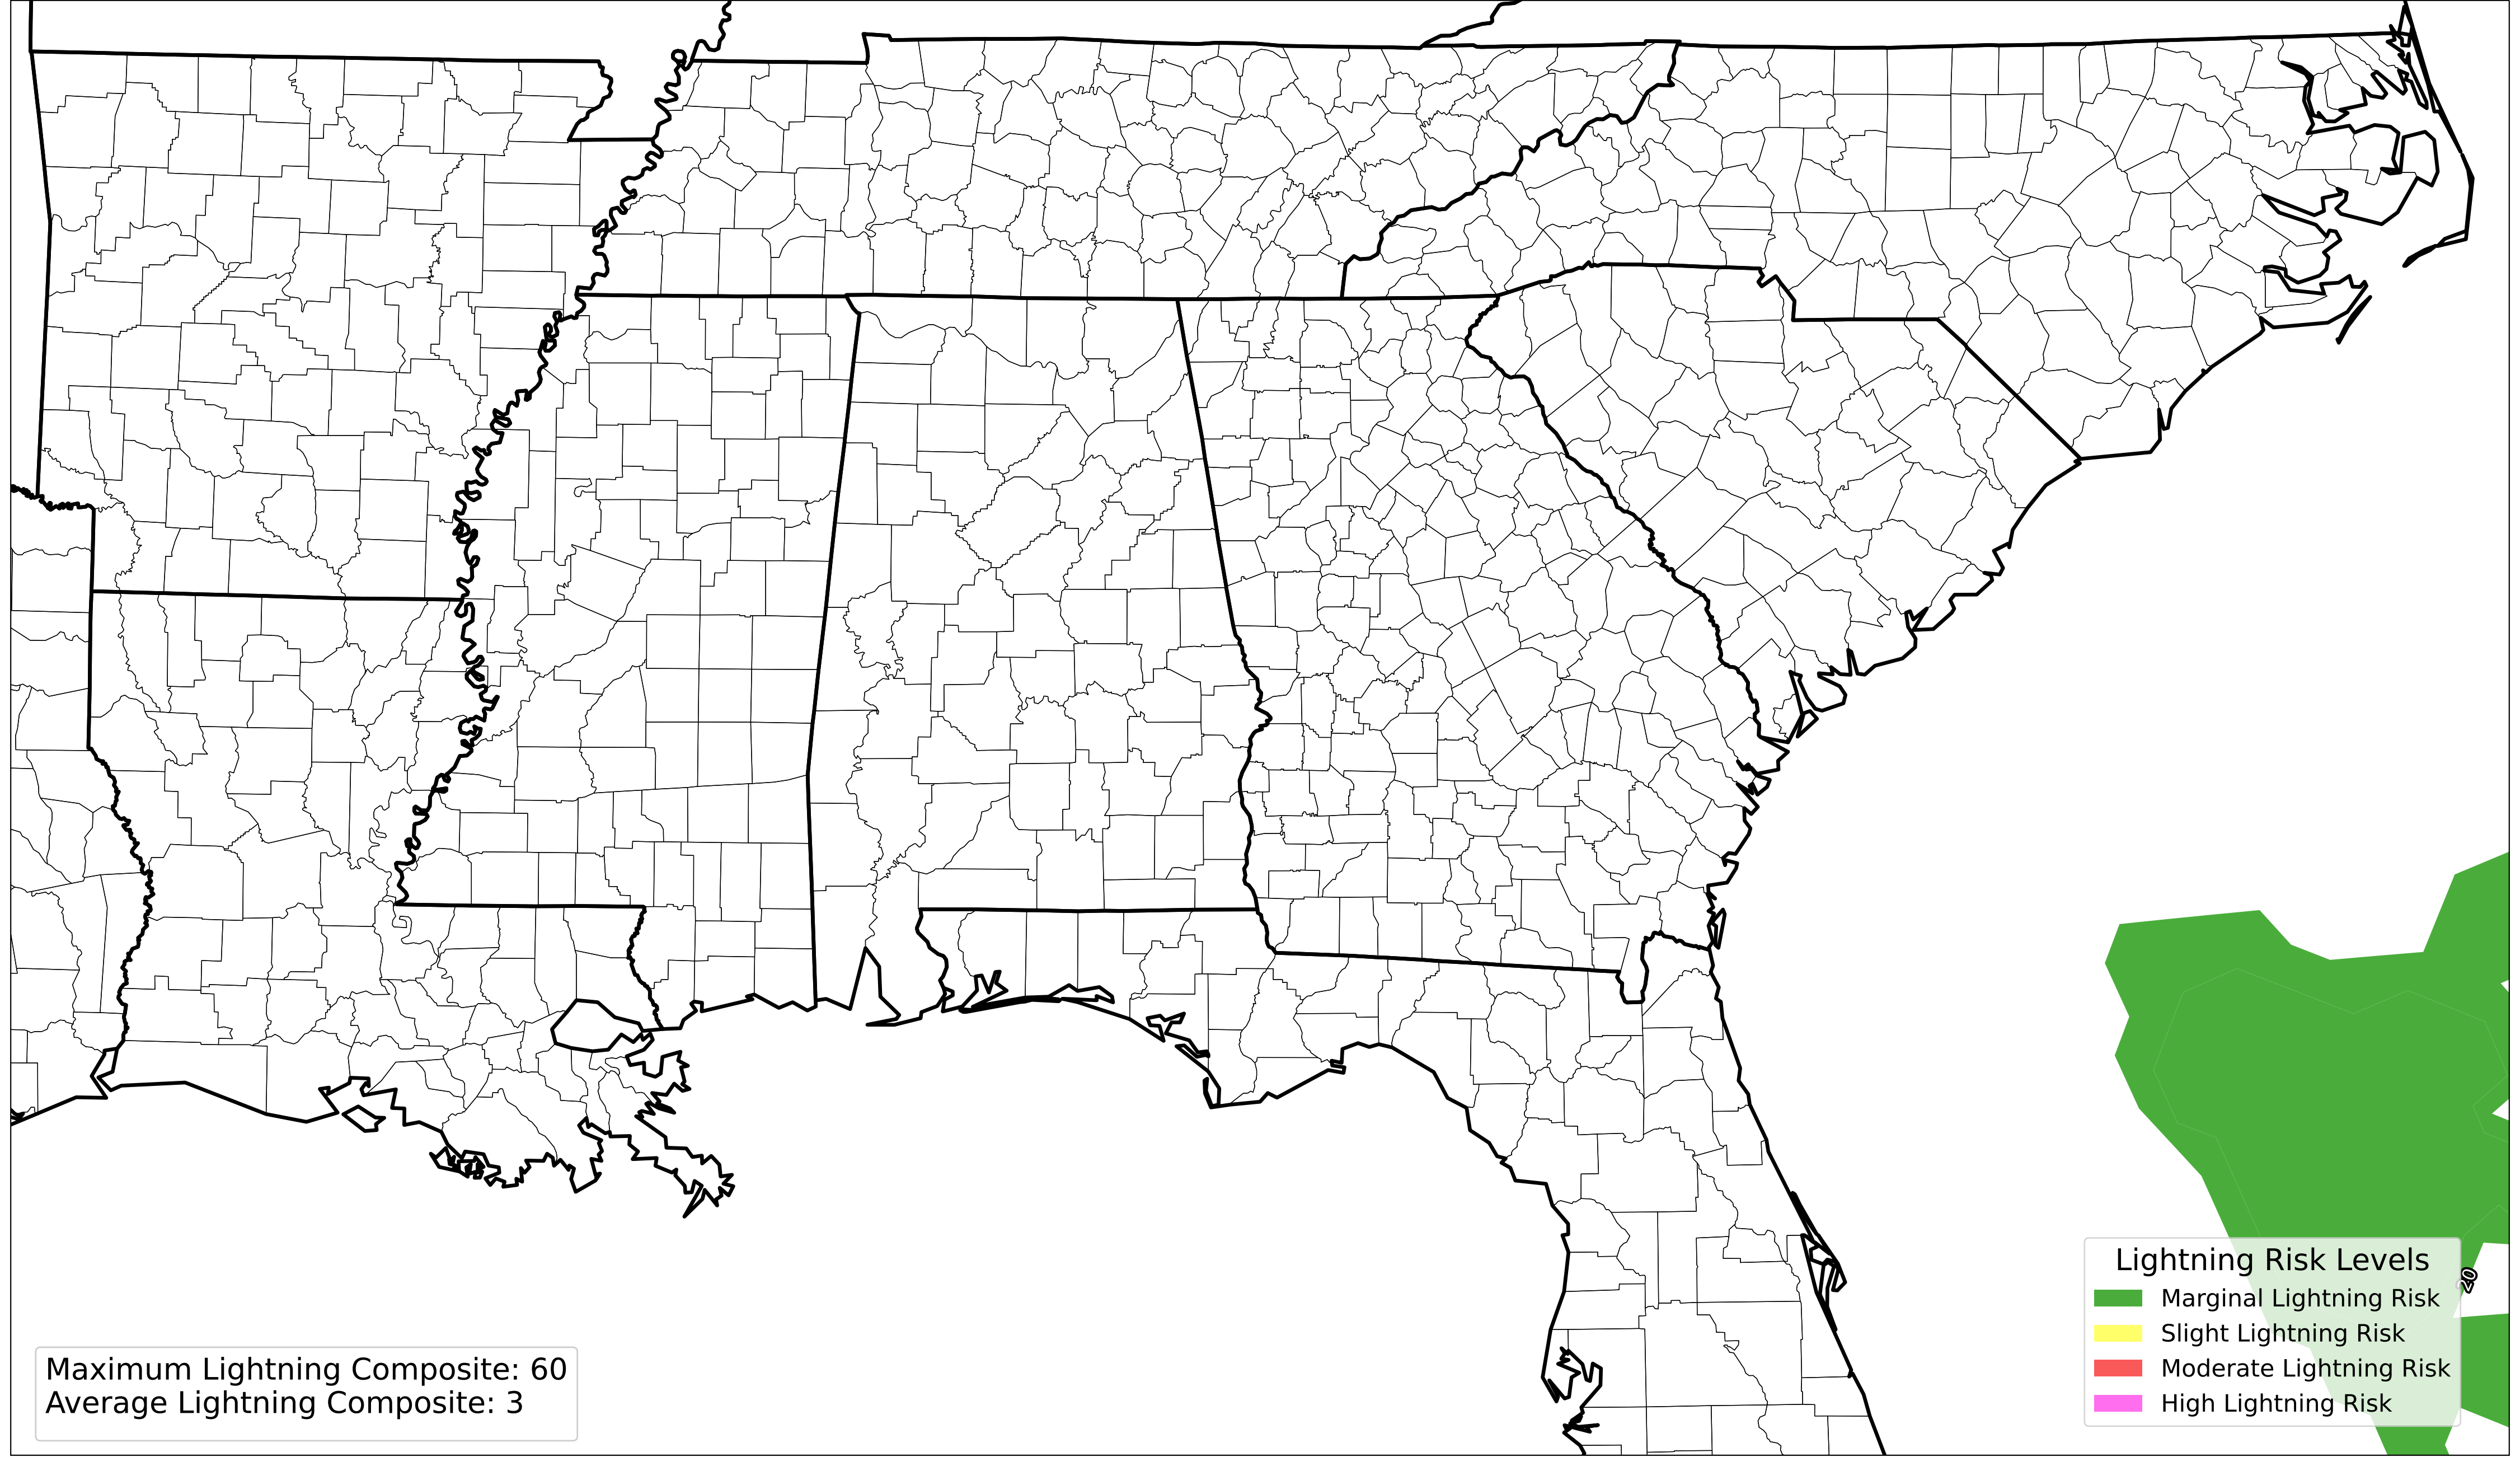 20
Lightning Risk Levels
Marginal Lightning Risk
Slight Lightning Risk
Moderate Lightning Risk
High Lightning Risk
Maximum Lightning Composite: 60
Average Lightning Composite: 3